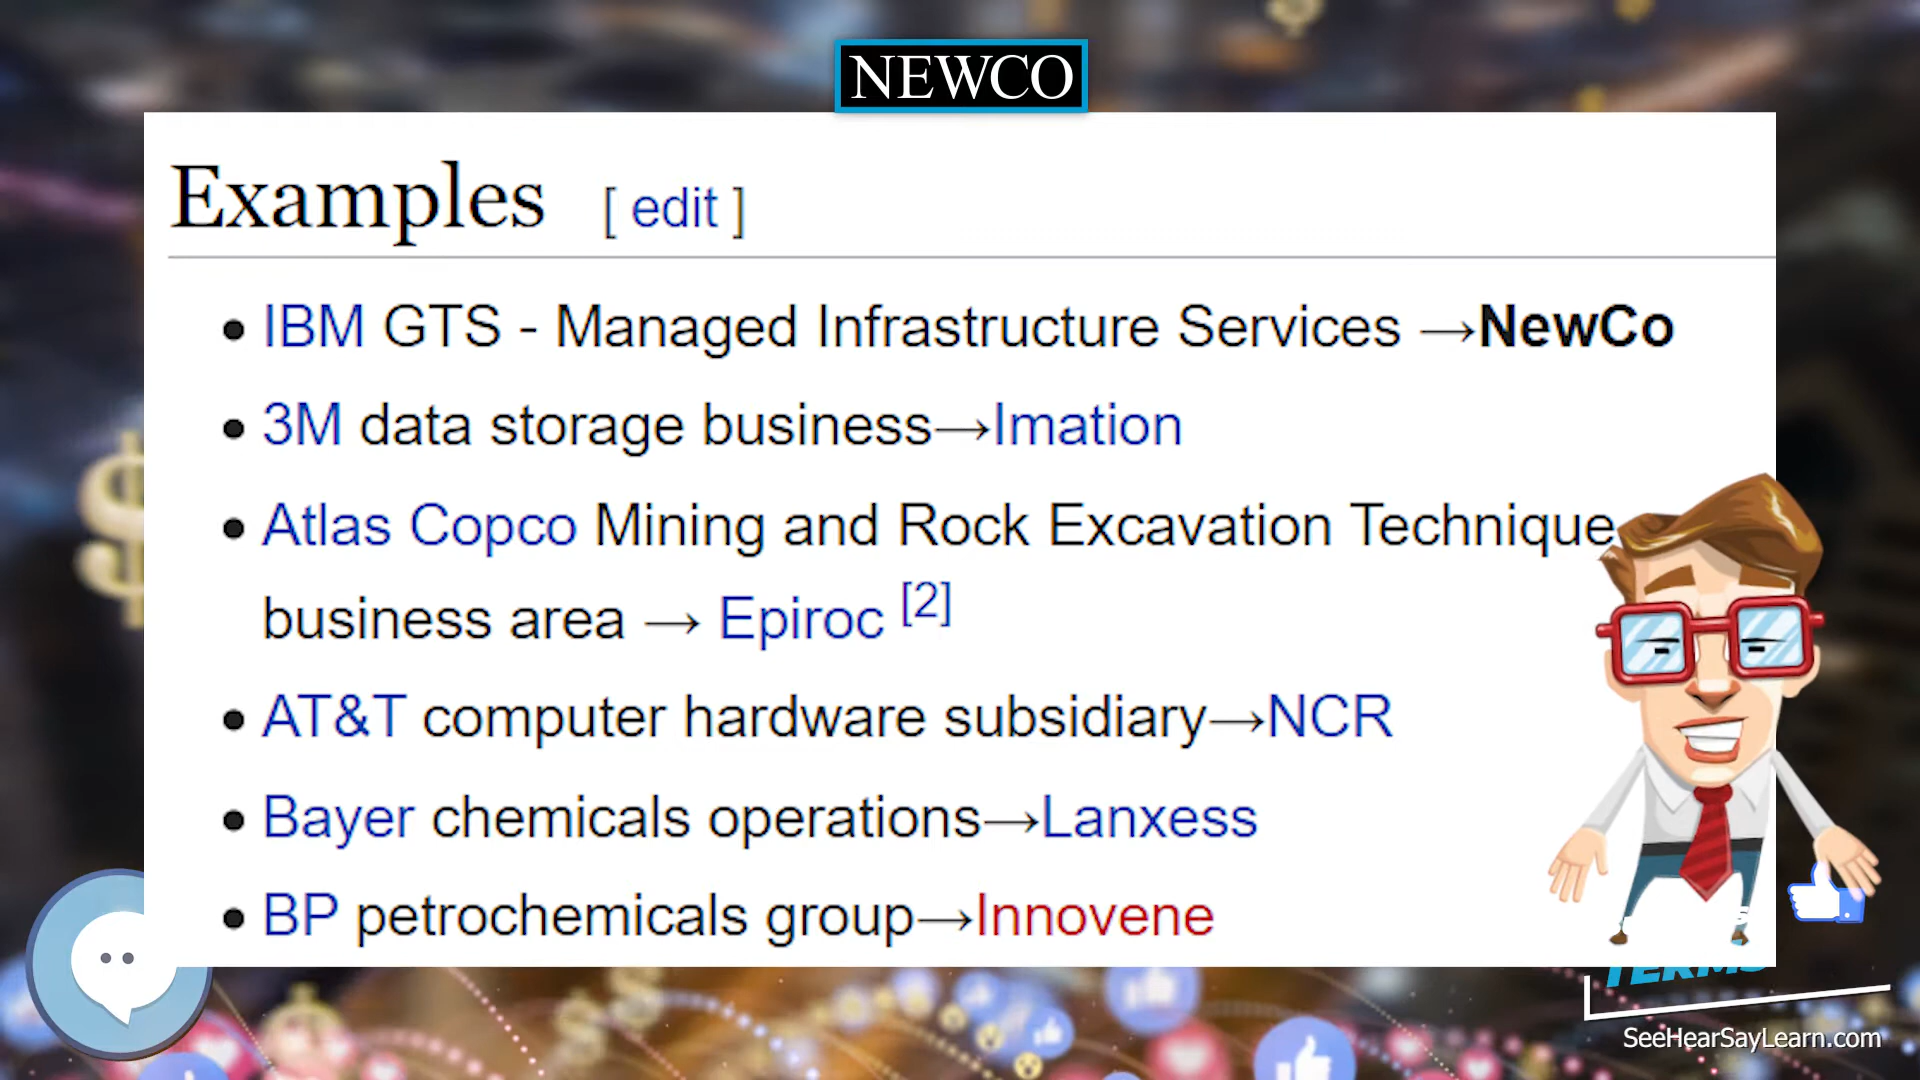 NEWCO
Examples [ edit ]
• IBM GTS - Managed Infrastructure Services →NewCo
• 3M data storage business→Imation
• Atlas Copco Mining and Rock Excavation Technique
business area → Epiroc [2]
• AT&T computer hardware subsidiary→NCR
• Bayer chemicals operations→Lanxess
• BP petrochemicals group→Innovene
TERMS
SeeHearSayLearn.com